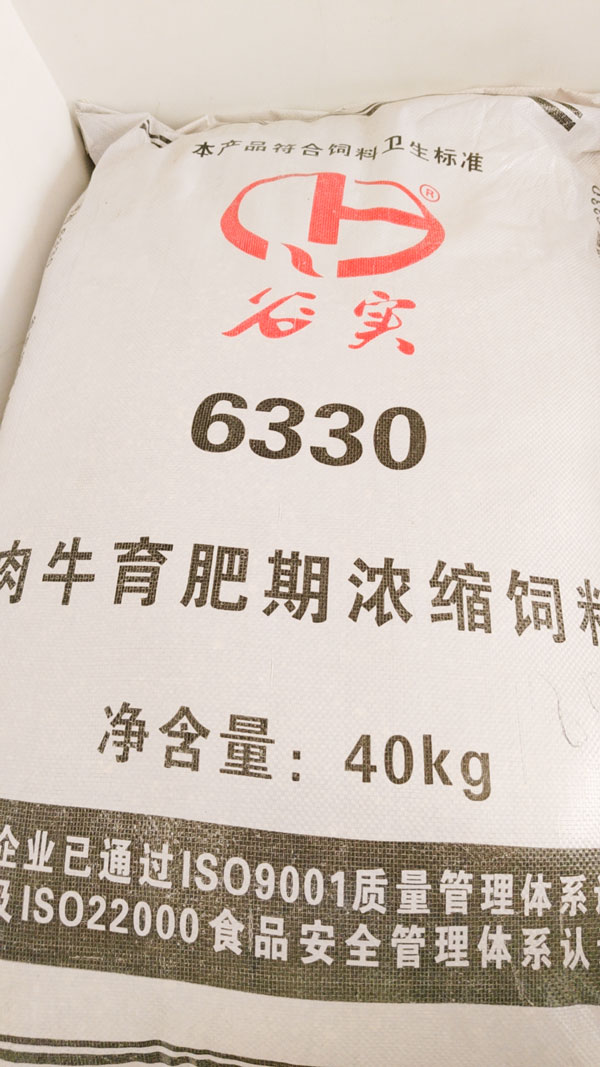 本产品符合饲料卫生标准
®
谷实
6330
肉牛育肥期浓缩饲料
净含量：40kg
企业已通过ISO9001质量管理体系
及ISO22000食品安全管理体系认